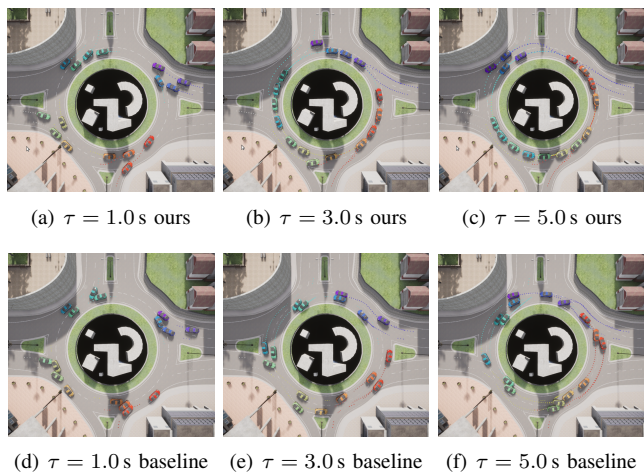 (a) τ = 1.0 s ours
(b) τ = 3.0 s ours
(c) τ = 5.0 s ours
(d) τ = 1.0 s baseline
(e) τ = 3.0 s baseline
(f) τ = 5.0 s baseline